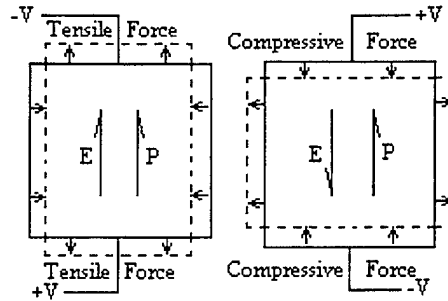 -V
Tensile Force
E P
Tensile Force
+V
+V
Compressive Force
E P
Compressive Force
-V